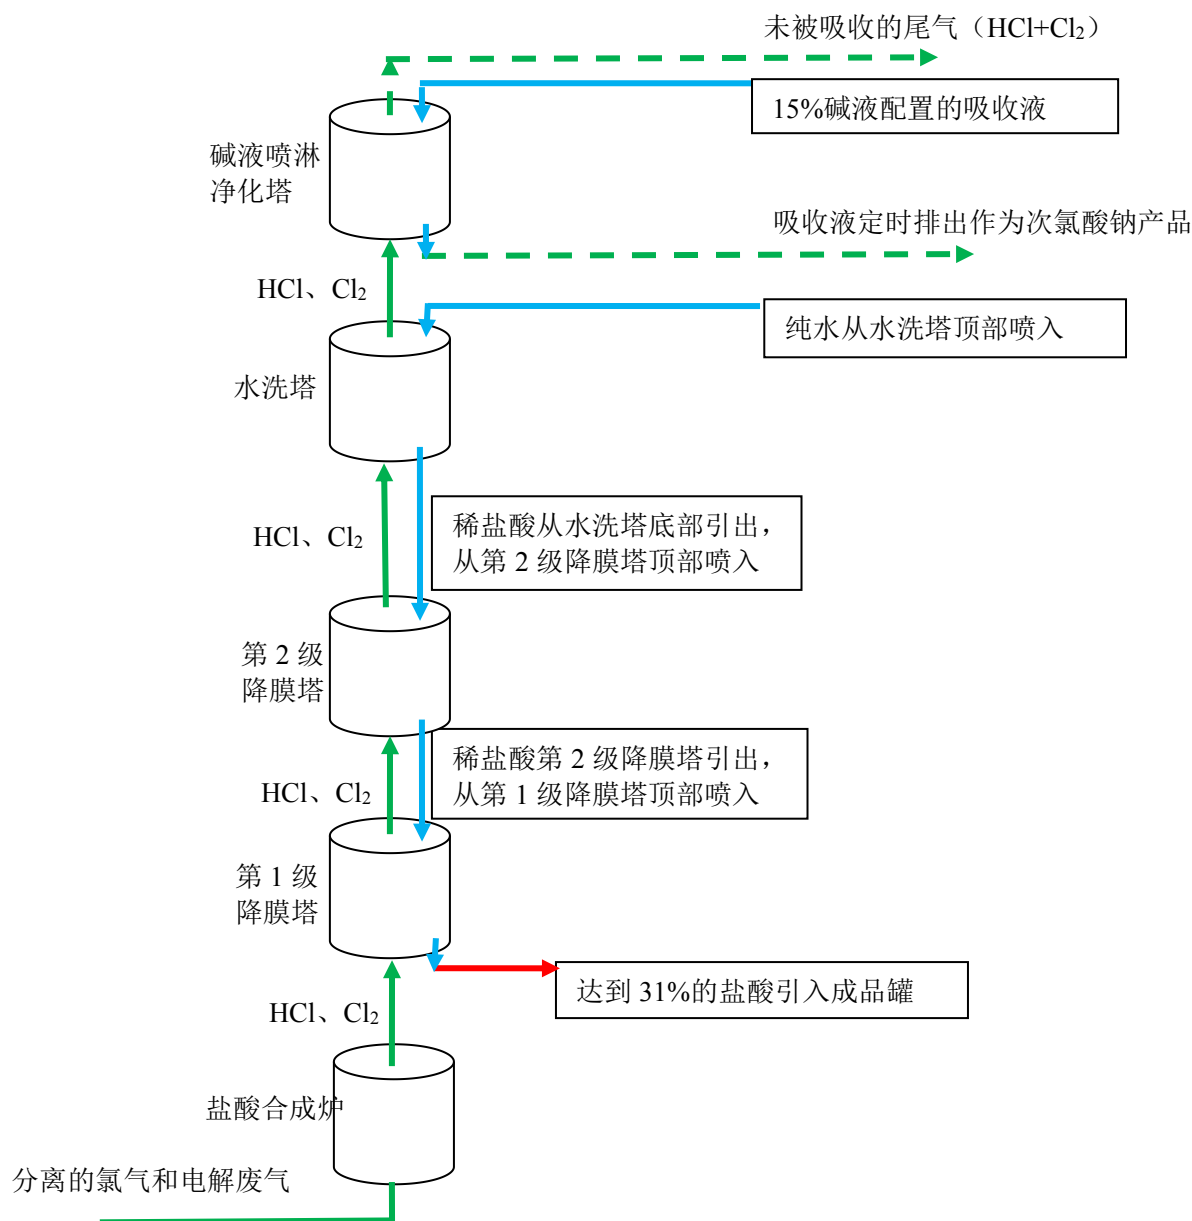 未被吸收的尾气（HCl+Cl₂）
15%碱液配置的吸收液
碱液喷淋
净化塔
吸收液定时排出作为次氯酸钠产品
HCl、Cl₂
纯水从水洗塔顶部喷入
水洗塔
稀盐酸从水洗塔底部引出，
从第 2 级降膜塔顶部喷入
HCl、Cl₂
第 2 级
降膜塔
稀盐酸第 2 级降膜塔引出，
从第 1 级降膜塔顶部喷入
HCl、Cl₂
第 1 级
降膜塔
达到 31%的盐酸引入成品罐
HCl、Cl₂
盐酸合成炉
分离的氯气和电解废气